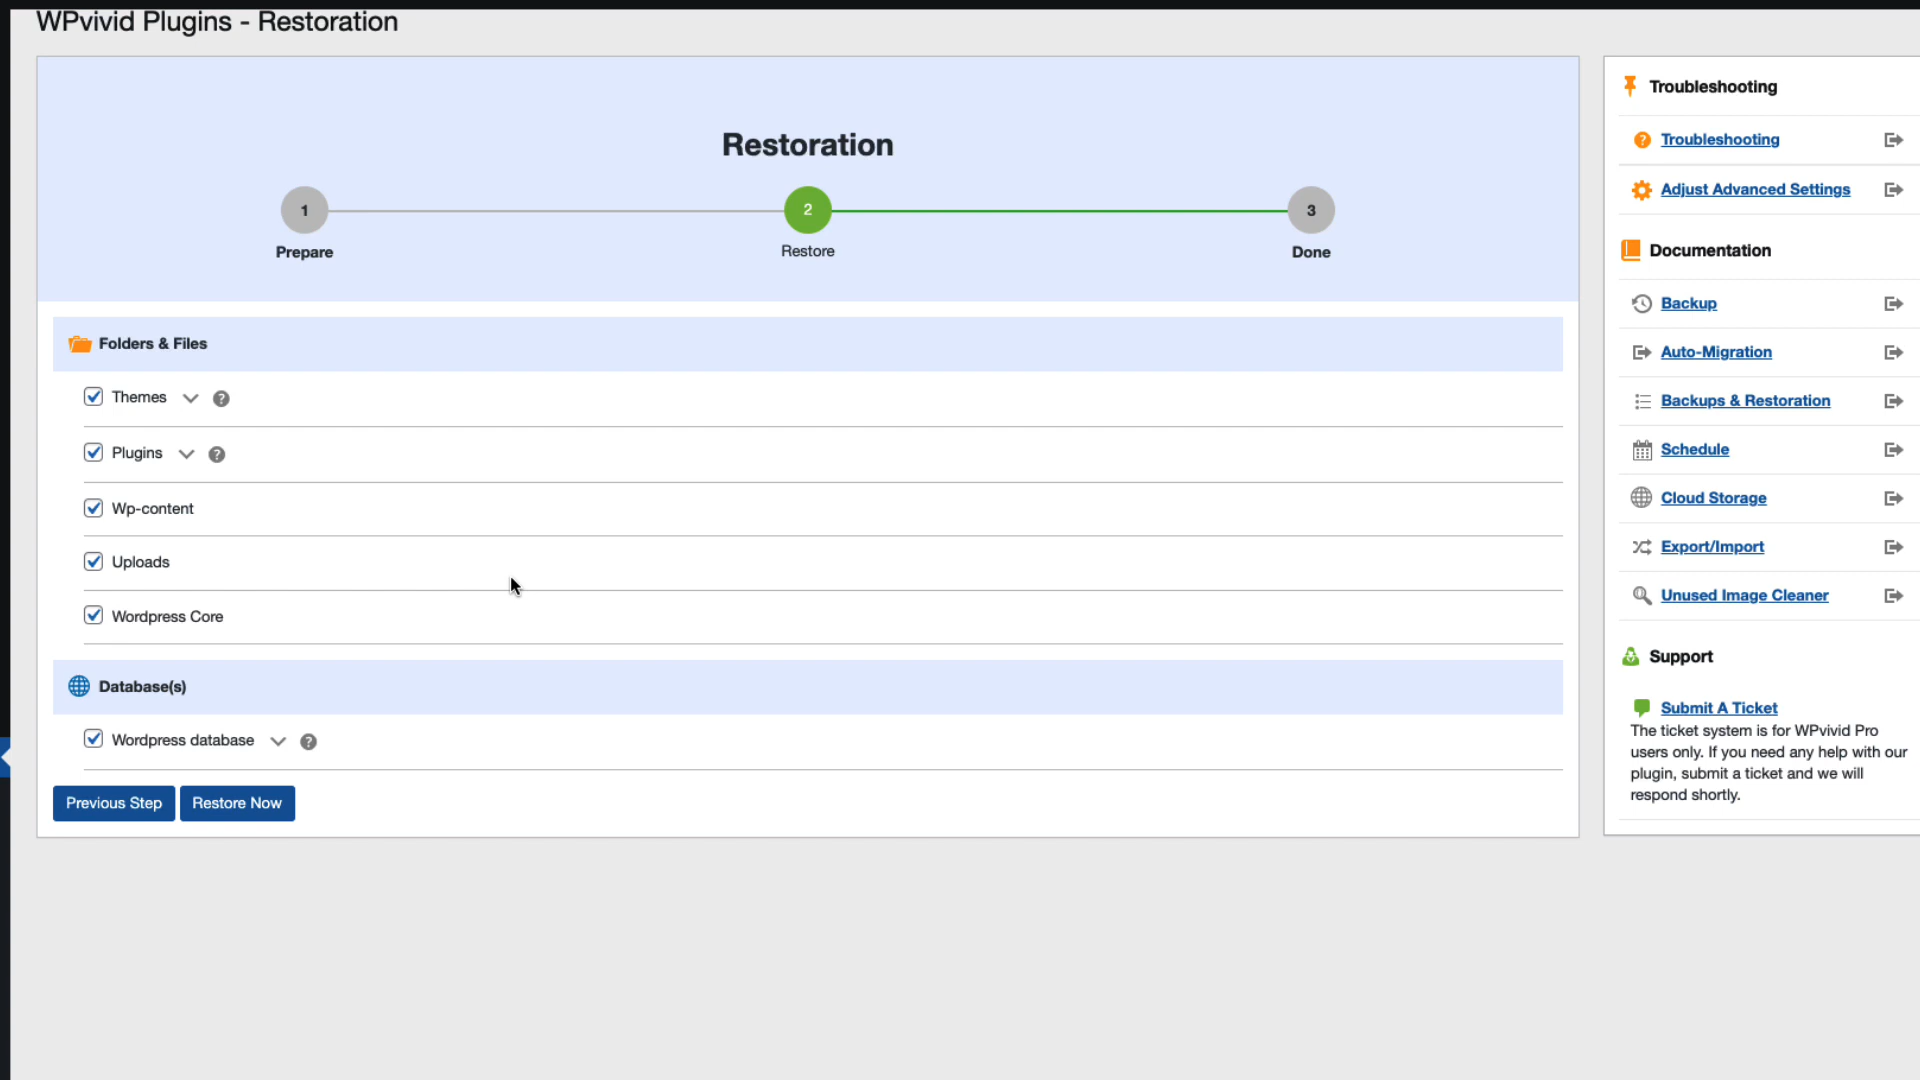 WPvivid Plugins - Restoration
Restoration
1
2
3
Prepare
Restore
Done
Folders & Files
Themes
Plugins
Wp-content
Uploads
Wordpress Core
Database(s)
Wordpress database
Previous Step
Restore Now
Troubleshooting
Troubleshooting
Adjust Advanced Settings
Documentation
Backup
Auto-Migration
Backups & Restoration
Schedule
Cloud Storage
Export/Import
Unused Image Cleaner
Support
Submit A Ticket
The ticket system is for WPvivid Pro
users only. If you need any help with our
plugin, submit a ticket and we will
respond shortly.